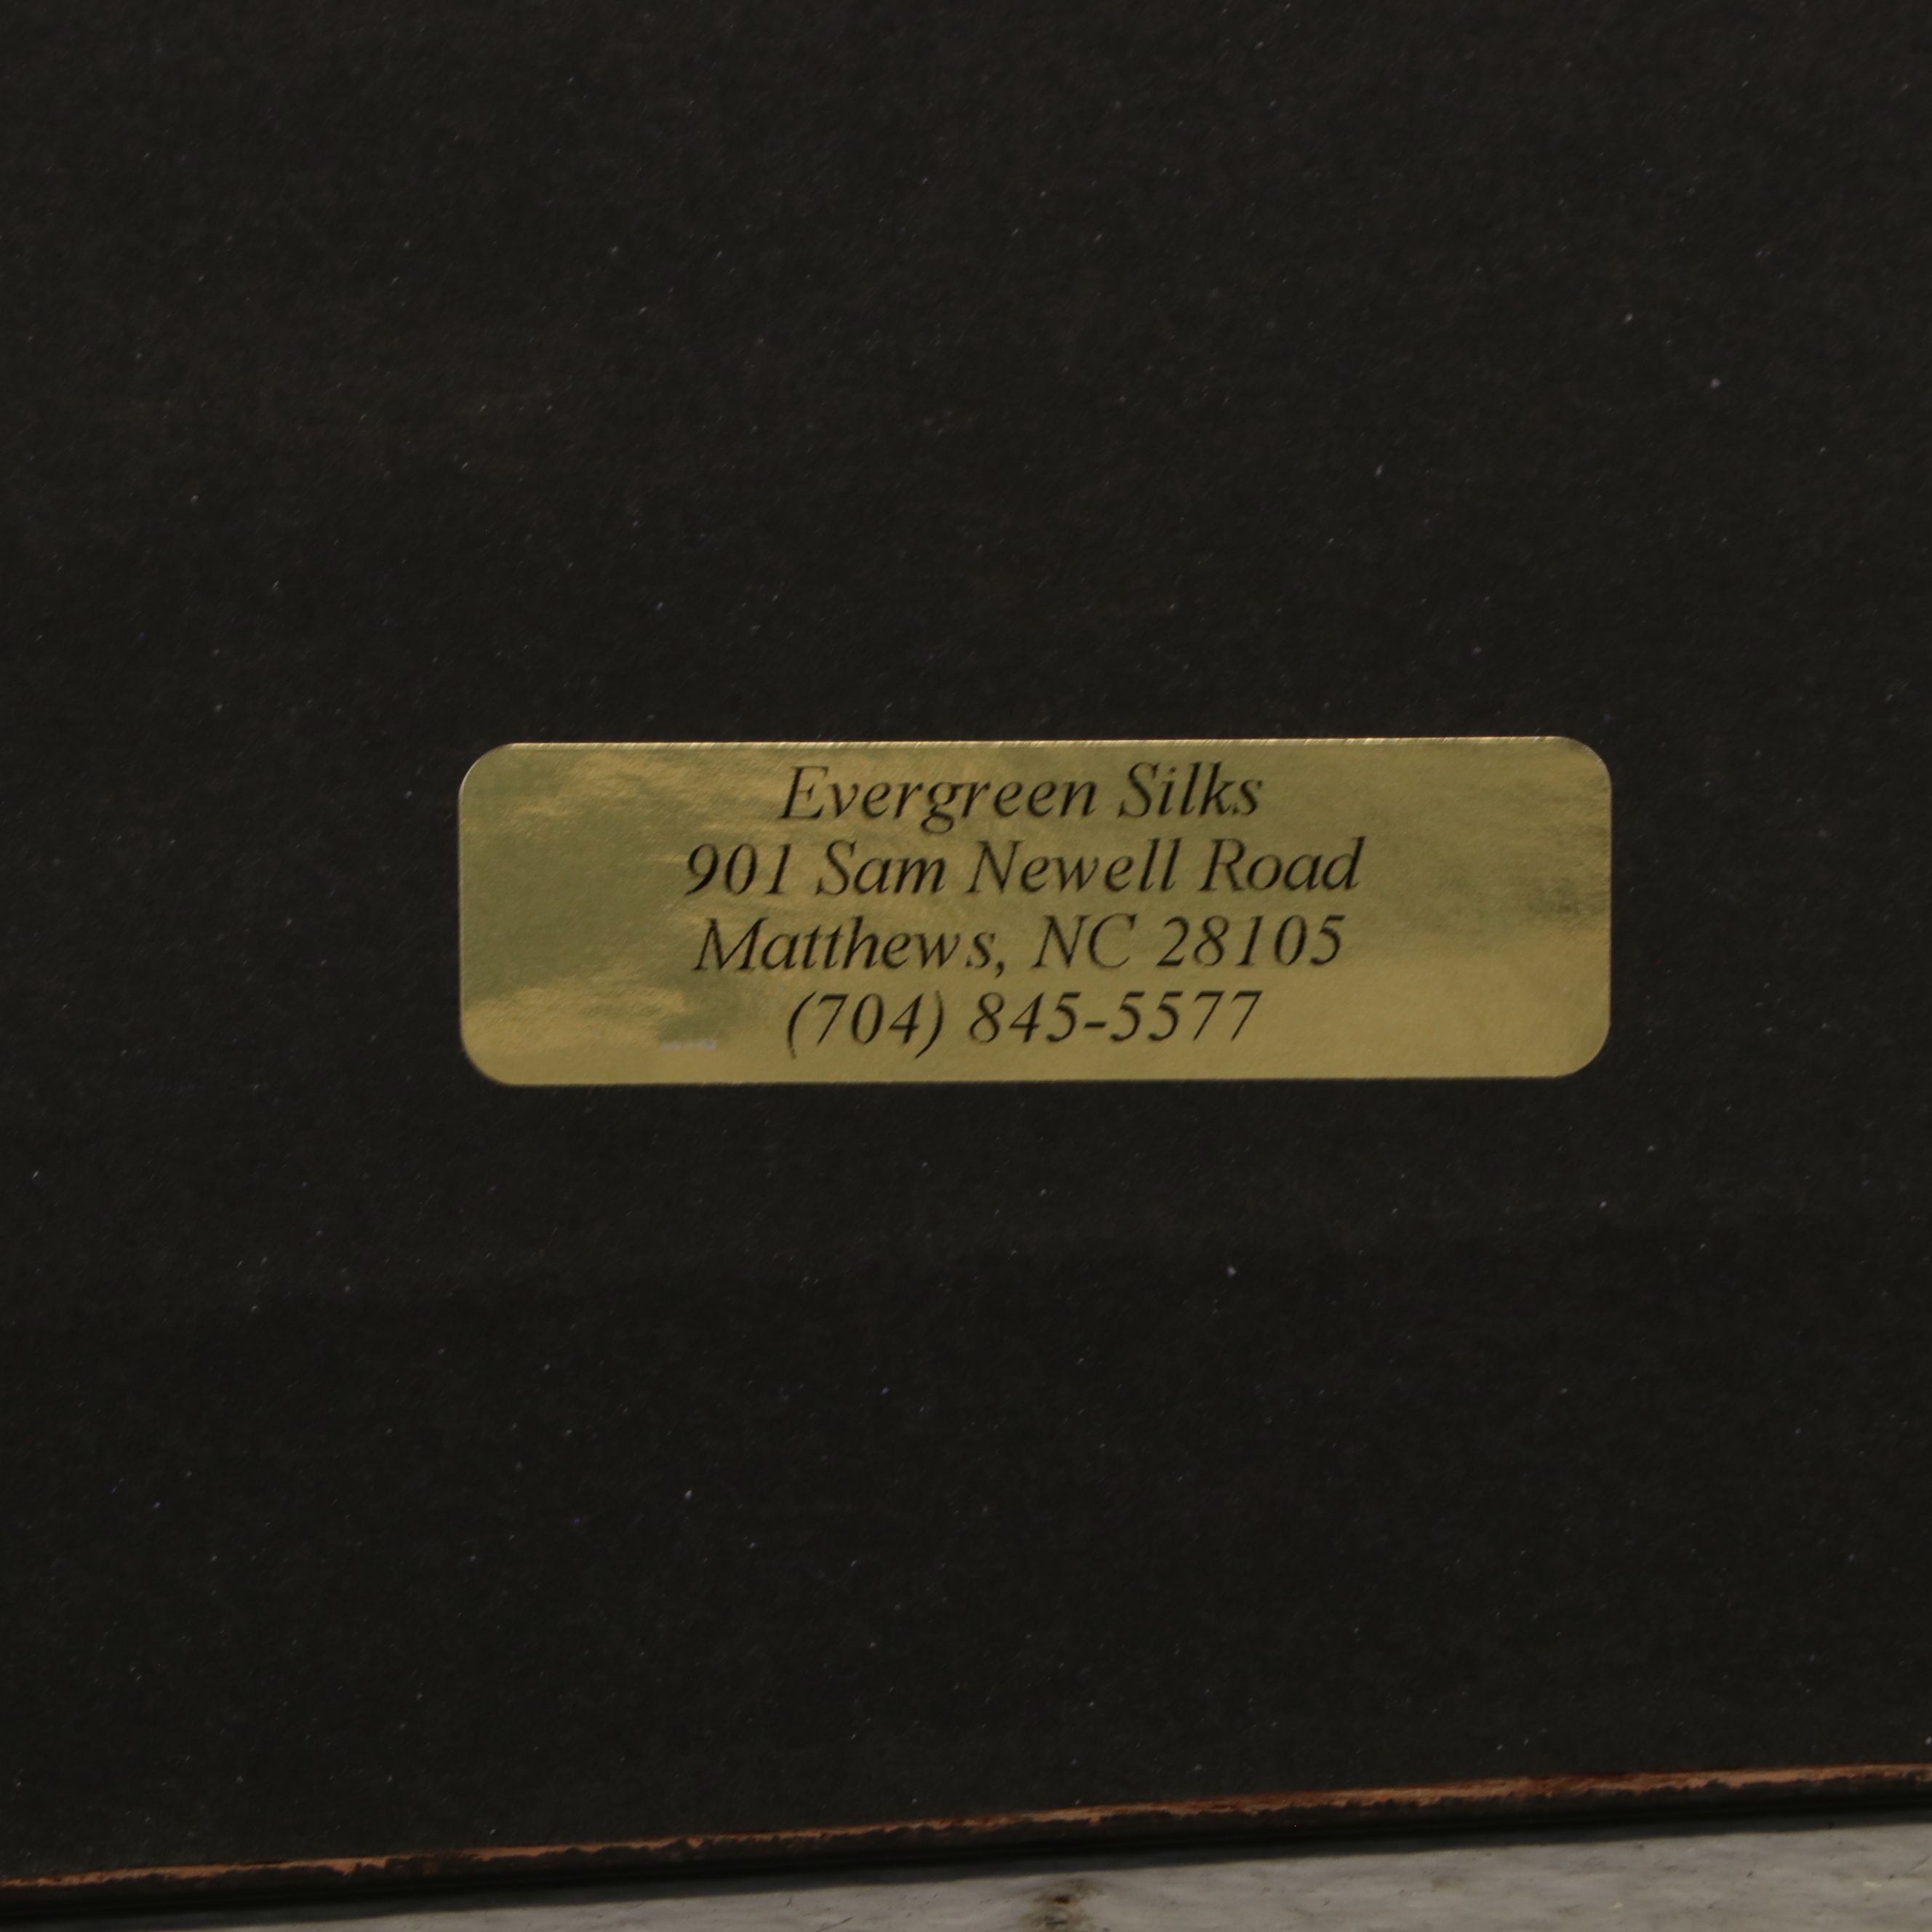 Evergreen Silks
901 Sam Newell Road
Matthews, NC 28105
(704) 845-5577